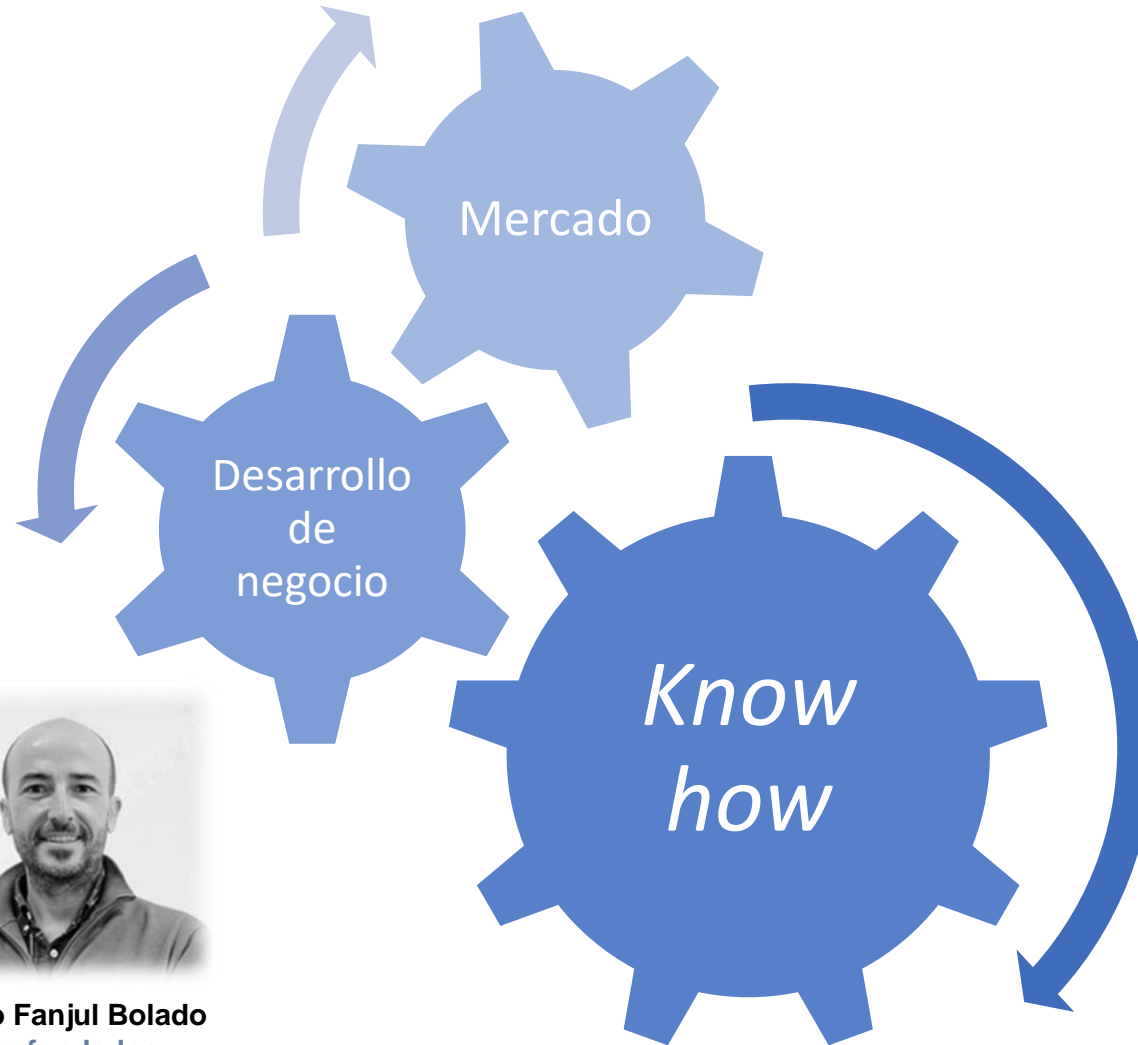 Mercado
Desarrollo
de
negocio
Know
how
Fanjul Bolado